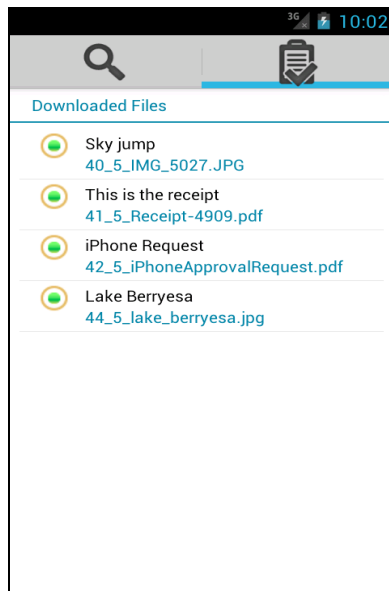 3G 10:02
Downloaded Files
Sky jump
40_5_IMG_5027.JPG
This is the receipt
41_5_Receipt-4909.pdf
iPhone Request
42_5_iPhoneApprovalRequest.pdf
Lake Berryesa
44_5_lake_berryesa.jpg